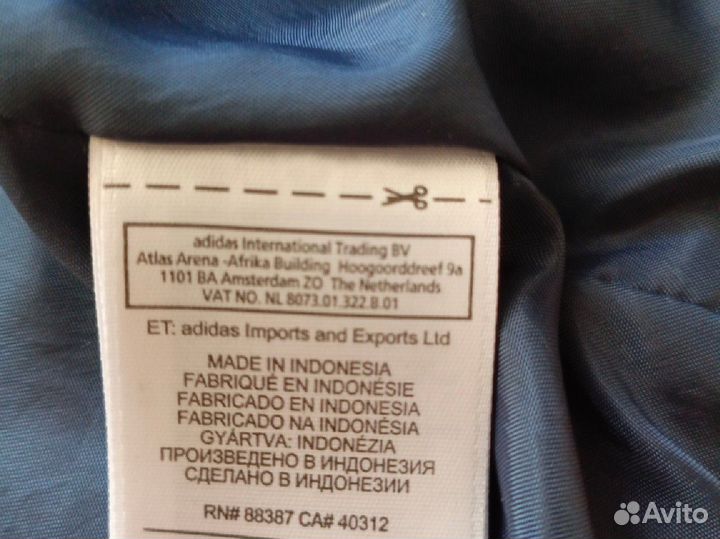 adidas International Trading BV
Atlas Arena -Afrika Building Hoogoorddreef 9a
1101 BA Amsterdam ZO The Netherlands
VAT NO. NL 8073.01.322.B.01
ET: adidas Imports and Exports Ltd
MADE IN INDONESIA
FABRIQUÉ EN INDONÉSIE
FABRICADO EN INDONESIA
FABRICADO NA INDONÉSIA
GYÁRTVA: INDONÉZIA
ПРОИЗВЕДЕНО В ИНДОНЕЗИЯ
СДЕЛАНО В ИНДОНЕЗИИ
RN# 88387 CA# 40312
Avito